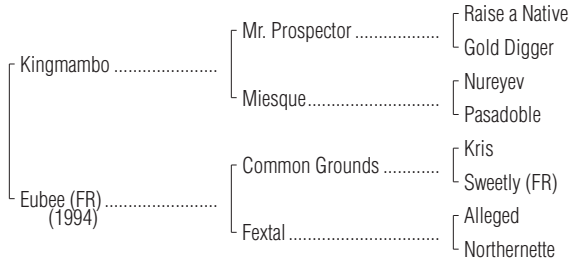 Raise a Native
Mr. Prospector ..................
Gold Digger
Kingmambo ......................
Nureyev
Miesque............................
Pasadoble
Kris
Common Grounds ............
Sweetly (FR)
Eubee (FR) ........................
(1994)
Alleged
Fextal ................................
Northernette